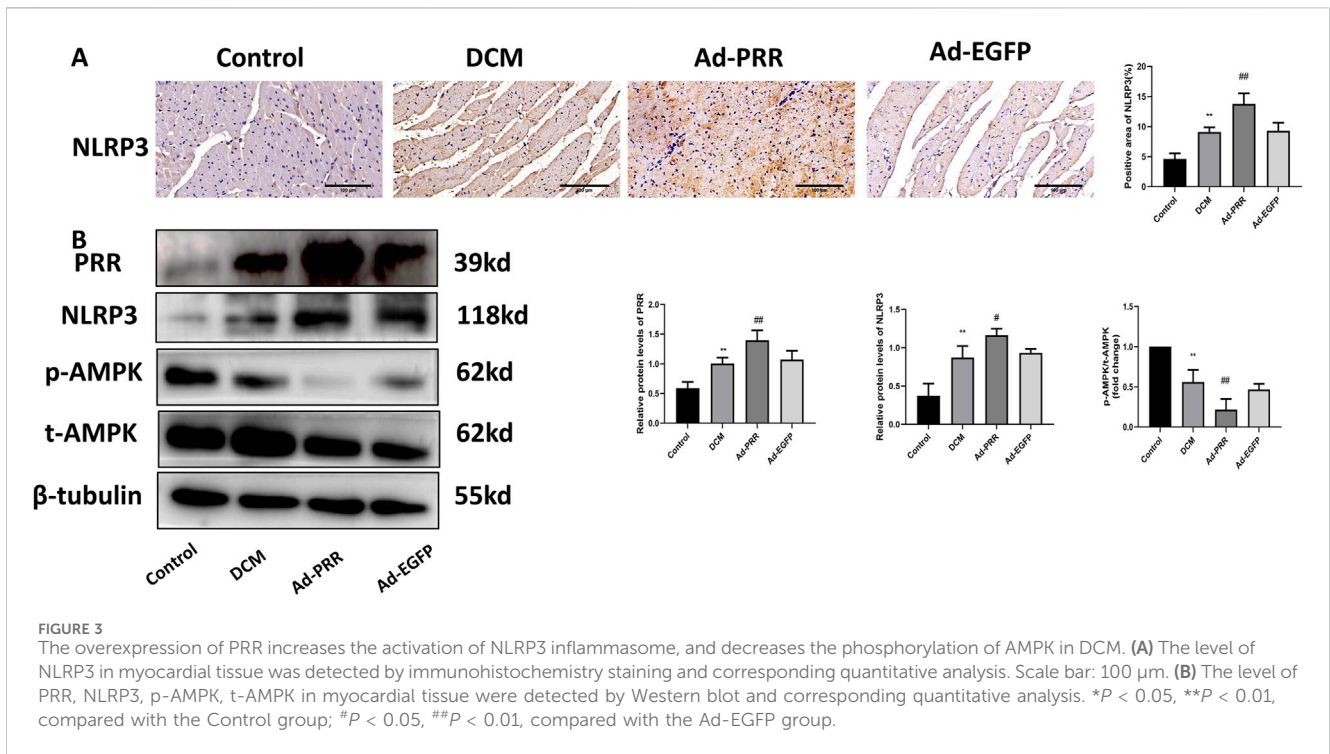 A
Control
DCM
Ad-PRR
Ad-EGFP
NLRP3
100 μm
100 μm
100 μm
100 μm
Positive area of NLRP3(%)
20
15
10
5
0
**
##
Control
DCM
Ad-PRR
Ad-EGFP
B
PRR
39kd
NLRP3
118kd
p-AMPK
62kd
t-AMPK
62kd
β-tubulin
55kd
Control
DCM
Ad-PRR
Ad-EGFP
Relative protein levels of PRR
2.0
1.5
1.0
0.5
0.0
**
##
Control
DCM
Ad-PRR
Ad-EGFP
Relative protein levels of NLRP3
1.5
1.0
0.5
0.0
**
#
Control
DCM
Ad-PRR
Ad-EGFP
p-AMPK/t-AMPK
(fold change)
1.5
1.0
0.5
0.0
**
##
Control
DCM
Ad-PRR
Ad-EGFP
FIGURE 3
The overexpression of PRR increases the activation of NLRP3 inflammasome, and decreases the phosphorylation of AMPK in DCM. (A) The level of
NLRP3 in myocardial tissue was detected by immunohistochemistry staining and corresponding quantitative analysis. Scale bar: 100 μm. (B) The level of
PRR, NLRP3, p-AMPK, t-AMPK in myocardial tissue were detected by Western blot and corresponding quantitative analysis. *P < 0.05, **P < 0.01,
compared with the Control group; #P < 0.05, ##P < 0.01, compared with the Ad-EGFP group.